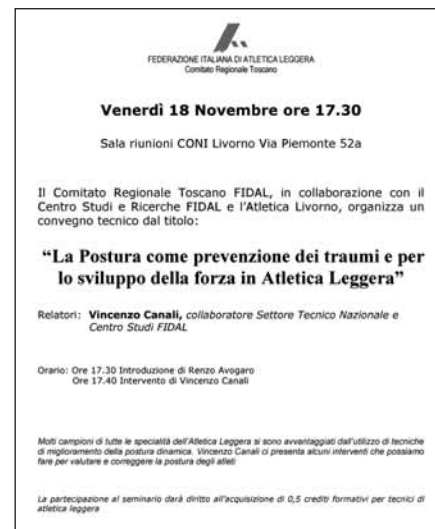 FEDERAZIONE ITALIANA DI ATLETICA LEGGERA
Comitato Regionale Toscano
Venerdì 18 Novembre ore 17.30
Sala riunioni CONI Livorno Via Piemonte 52a
Il Comitato Regionale Toscano FIDAL, in collaborazione con il
Centro Studi e Ricerche FIDAL e l'Atletica Livorno, organizza un
convegno tecnico dal titolo:
“La Postura come prevenzione dei traumi e per
lo sviluppo della forza in Atletica Leggera”
Relatori: Vincenzo Canali, collaboratore Settore Tecnico Nazionale e
Centro Studi FIDAL
Orario: Ore 17.30 Introduzione di Renzo Avogaro
Ore 17.40 Intervento di Vincenzo Canali
Molti campioni di tutte le specialità dell'Atletica Leggera si sono avvantaggiati dall'utilizzo di tecniche
di miglioramento della postura dinamica. Vincenzo Canali ci presenta alcuni interventi che possiamo
fare per valutare e correggere la postura degli atleti
La partecipazione al seminario darà diritto all'acquisizione di 0,5 crediti formativi per tecnici di
atletica leggera